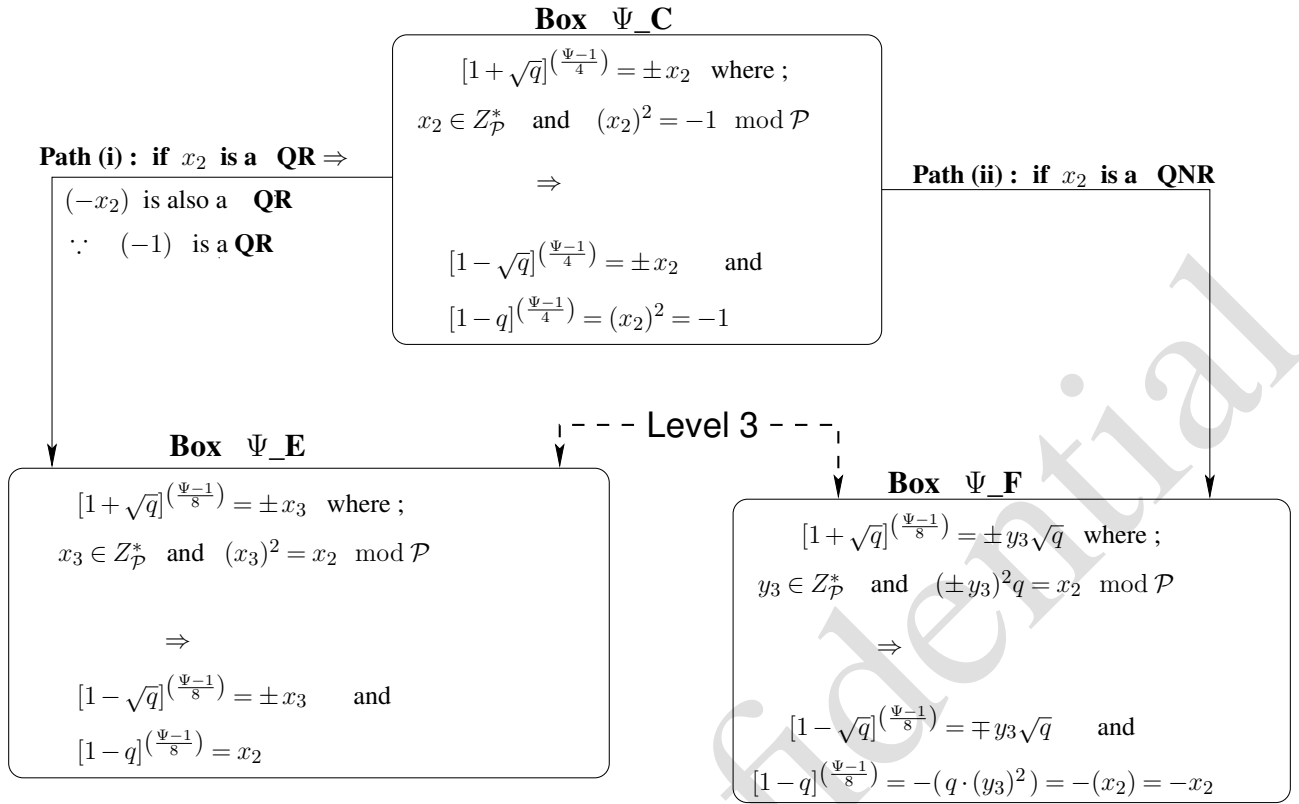 Box Ψ_C
[1 + √q]^((Ψ−1)/4) = ± x₂ where ;
x₂ ∈ Z*_𝒫 and (x₂)² = −1 mod 𝒫
⇒
[1 − √q]^((Ψ−1)/4) = ± x₂ and
[1 − q]^((Ψ−1)/4) = (x₂)² = −1
Path (i) : if x₂ is a QR ⇒
(−x₂) is also a QR
∵ (−1) is a QR
Path (ii) : if x₂ is a QNR
Level 3
Box Ψ_E
[1 + √q]^((Ψ−1)/8) = ± x₃ where ;
x₃ ∈ Z*_𝒫 and (x₃)² = x₂ mod 𝒫
⇒
[1 − √q]^((Ψ−1)/8) = ± x₃ and
[1 − q]^((Ψ−1)/8) = x₂
Box Ψ_F
[1 + √q]^((Ψ−1)/8) = ± y₃√q where ;
y₃ ∈ Z*_𝒫 and (± y₃)²q = x₂ mod 𝒫
⇒
[1 − √q]^((Ψ−1)/8) = ∓ y₃√q and
[1 − q]^((Ψ−1)/8) = −( q · (y₃)² ) = −(x₂) = −x₂
fidential